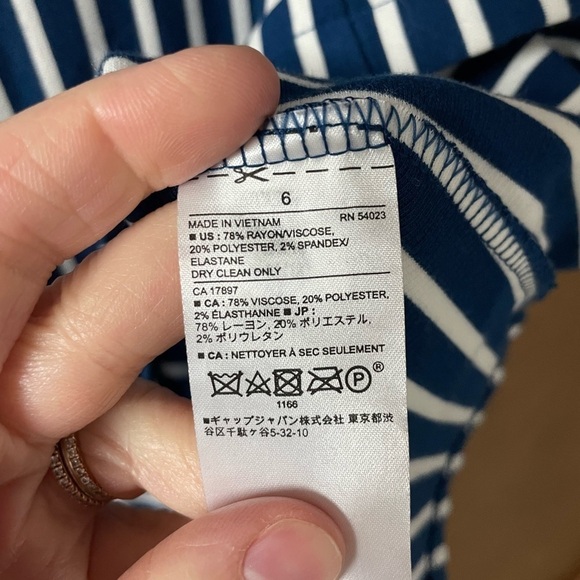 6
MADE IN VIETNAM RN 54023
■ US : 78% RAYON/VISCOSE,
20% POLYESTER, 2% SPANDEX/
ELASTANE
DRY CLEAN ONLY
CA 17897
■ CA : 78% VISCOSE, 20% POLYESTER,
2% ÉLASTHANNE ■ JP :
78% レーヨン, 20% ポリエステル,
2% ポリウレタン
■ CA : NETTOYER À SEC SEULEMENT
P ®
1166
■ギャップジャパン株式会社 東京都渋
谷区千駄ヶ谷5-32-10